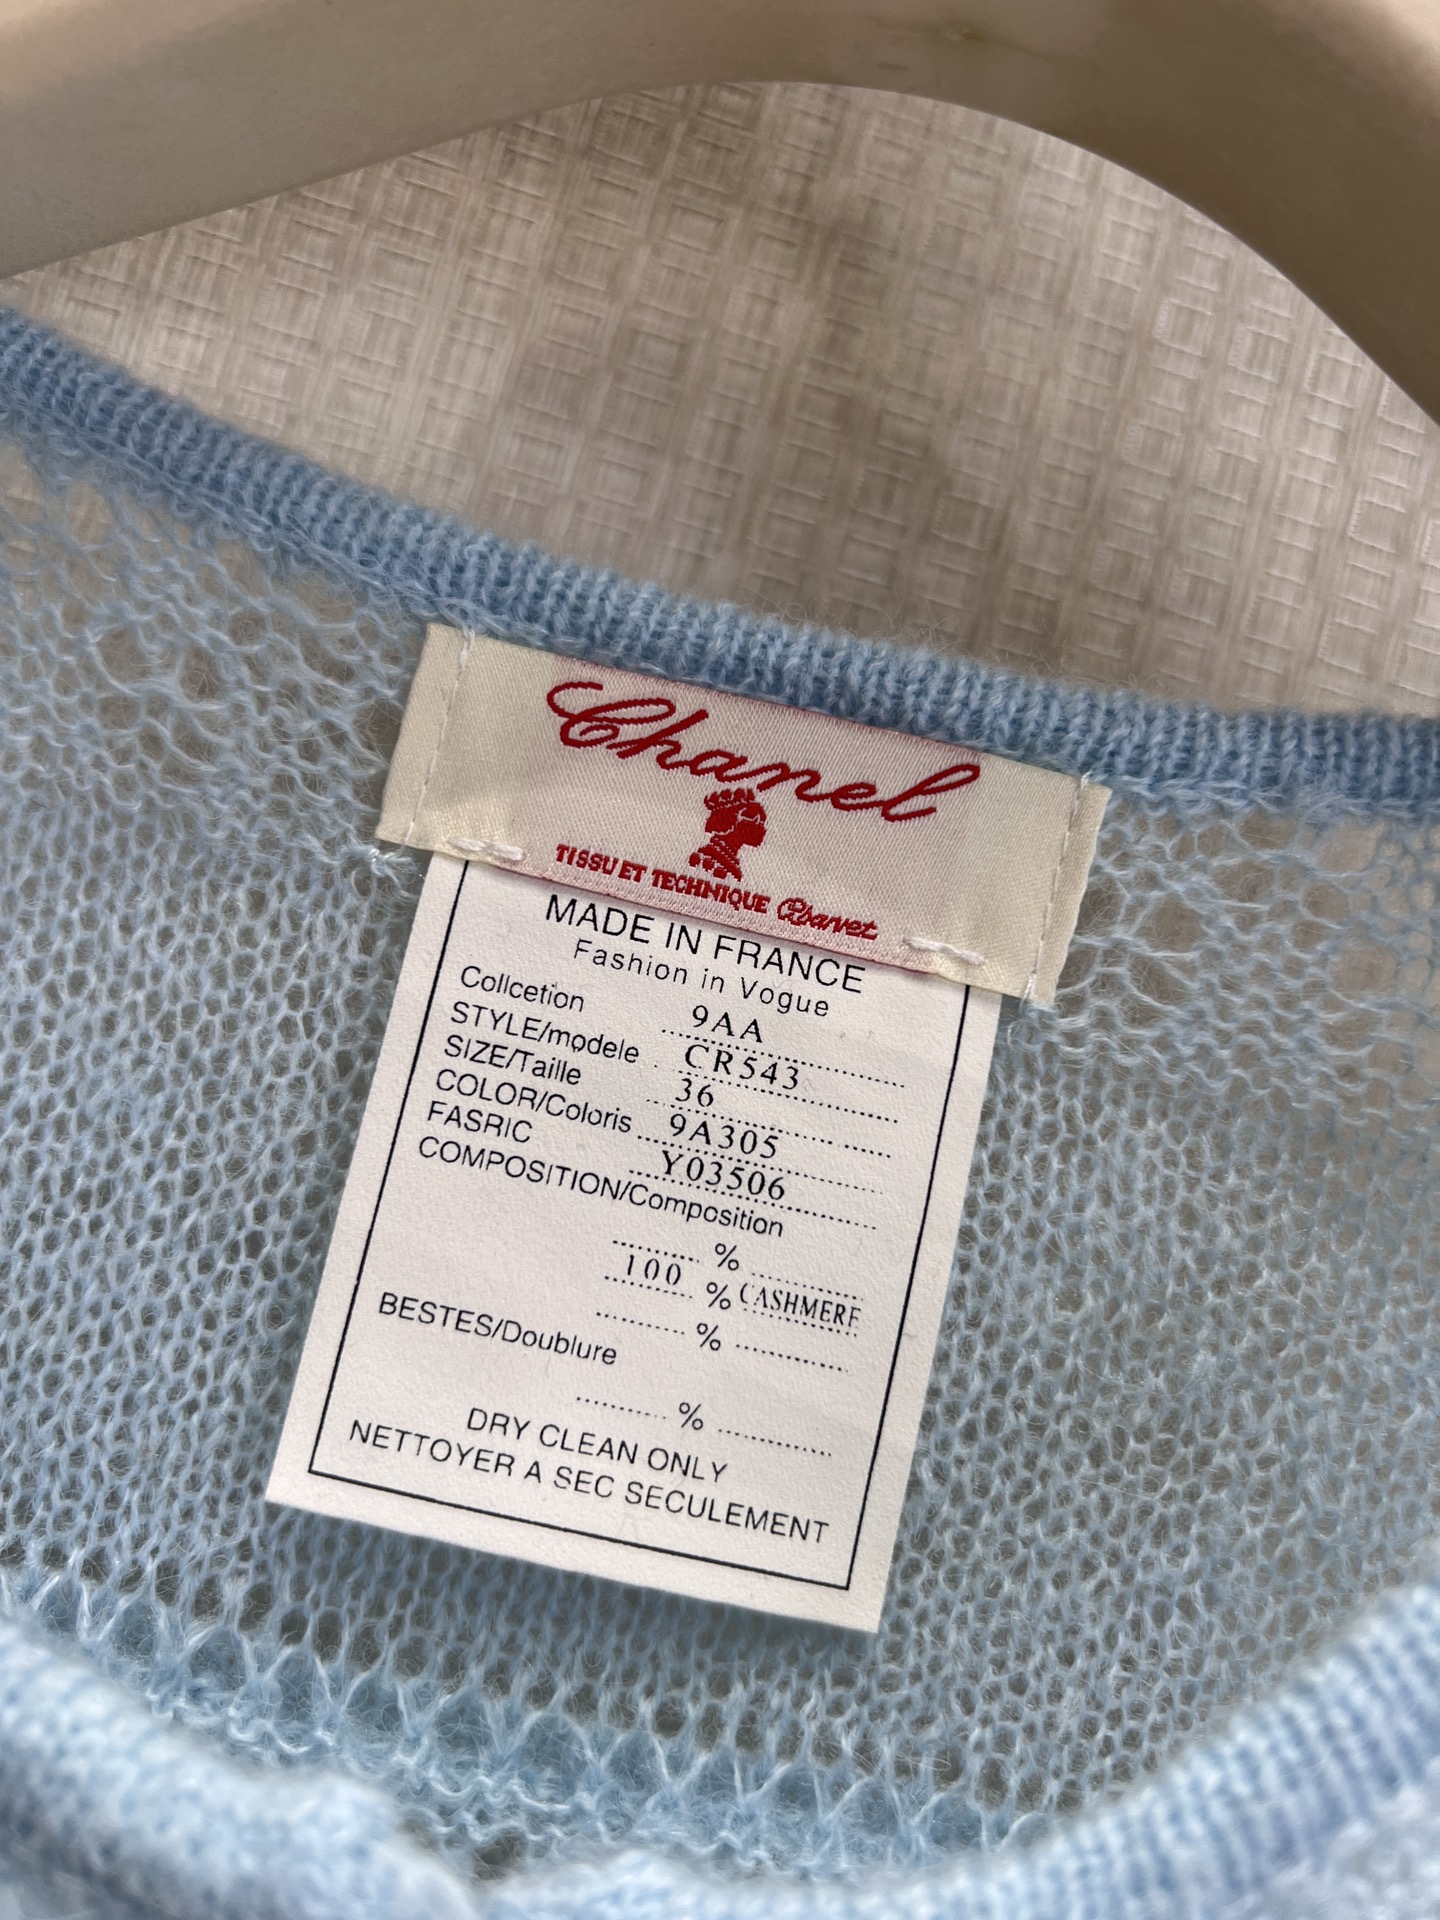 Chanel
TISSU ET TECHNIQUE Charvet
MADE IN FRANCE
Fashion in Vogue
Collcetion 9AA
STYLE/modele CR543
SIZE/Taille 36
COLOR/Coloris 9A305
FASRIC Y03506
COMPOSITION/Composition
%
100 % CASHMERE
%
BESTES/Doublure
%
DRY CLEAN ONLY
NETTOYER A SEC SECULEMENT